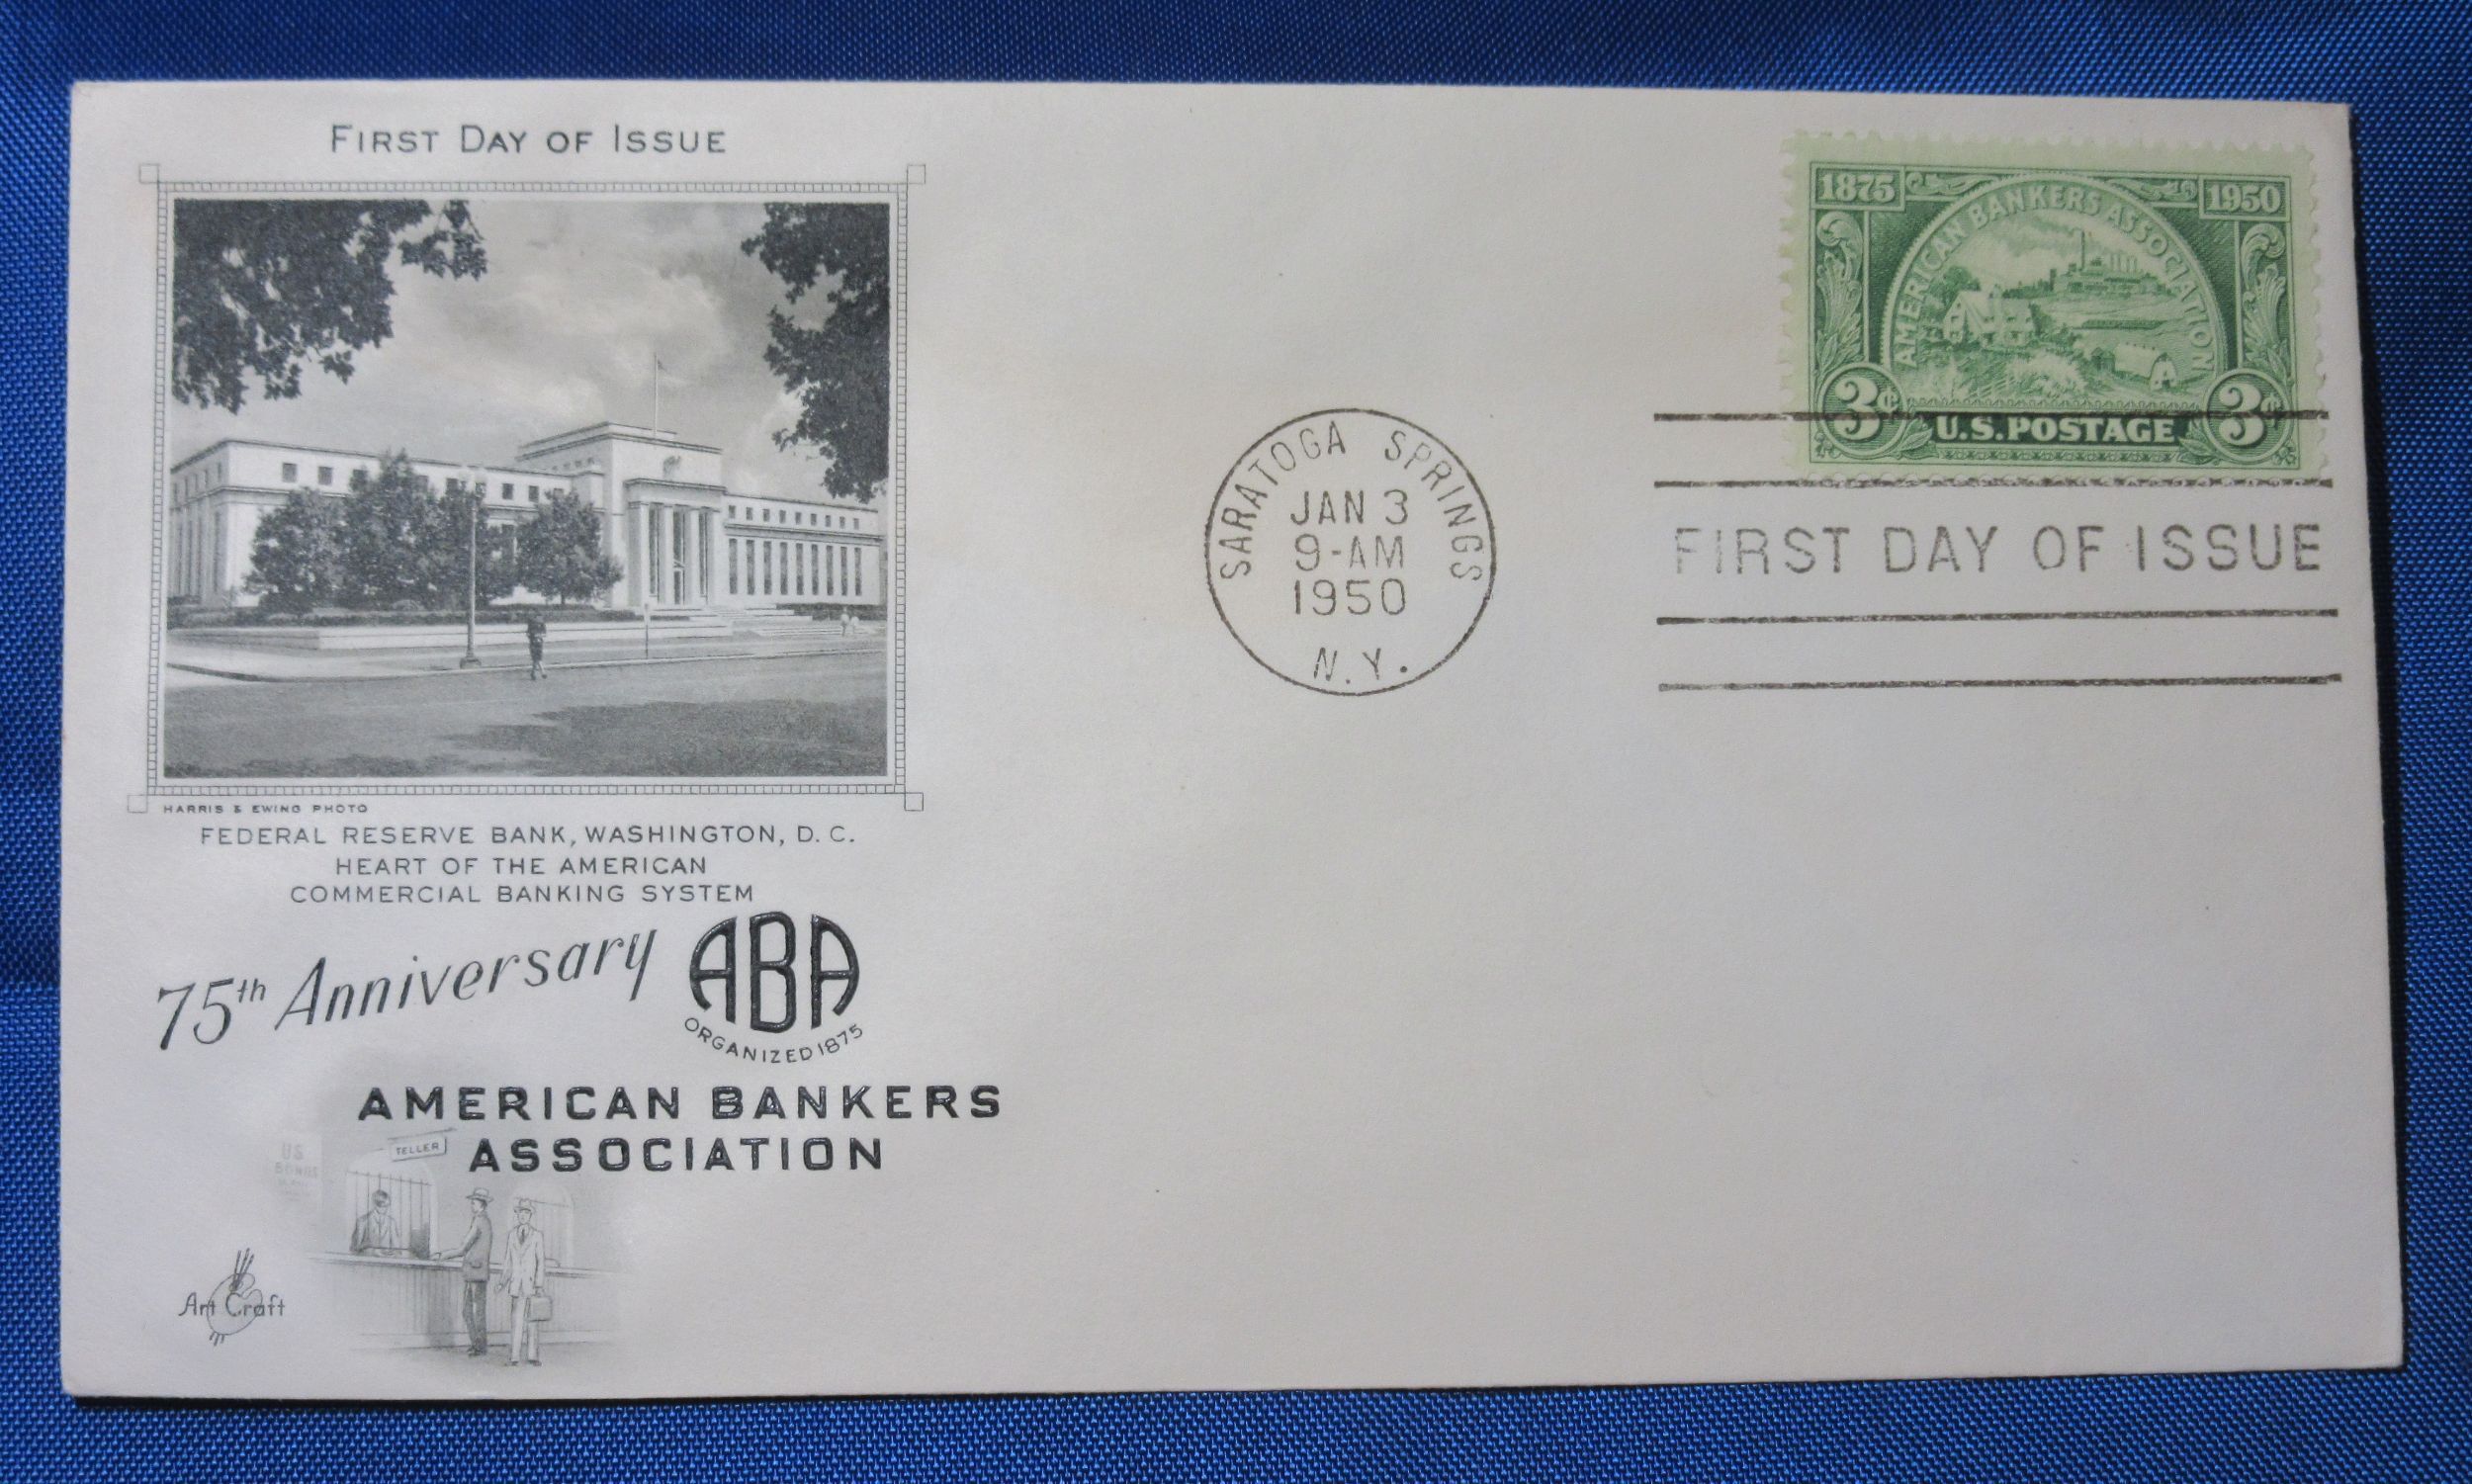 FIRST DAY OF ISSUE
HARRIS & EWING PHOTO
FEDERAL RESERVE BANK, WASHINGTON, D. C.
HEART OF THE AMERICAN
COMMERCIAL BANKING SYSTEM
75th Anniversary
ABA
ORGANIZED 1875
AMERICAN BANKERS
ASSOCIATION
US
BONDS
TELLER
Art Craft
SARATOGA SPRINGS
JAN 3
9-AM
1950
N.Y.
1875
1950
AMERICAN BANKERS ASSOCIATION
3¢
U.S. POSTAGE
3¢
FIRST DAY OF ISSUE